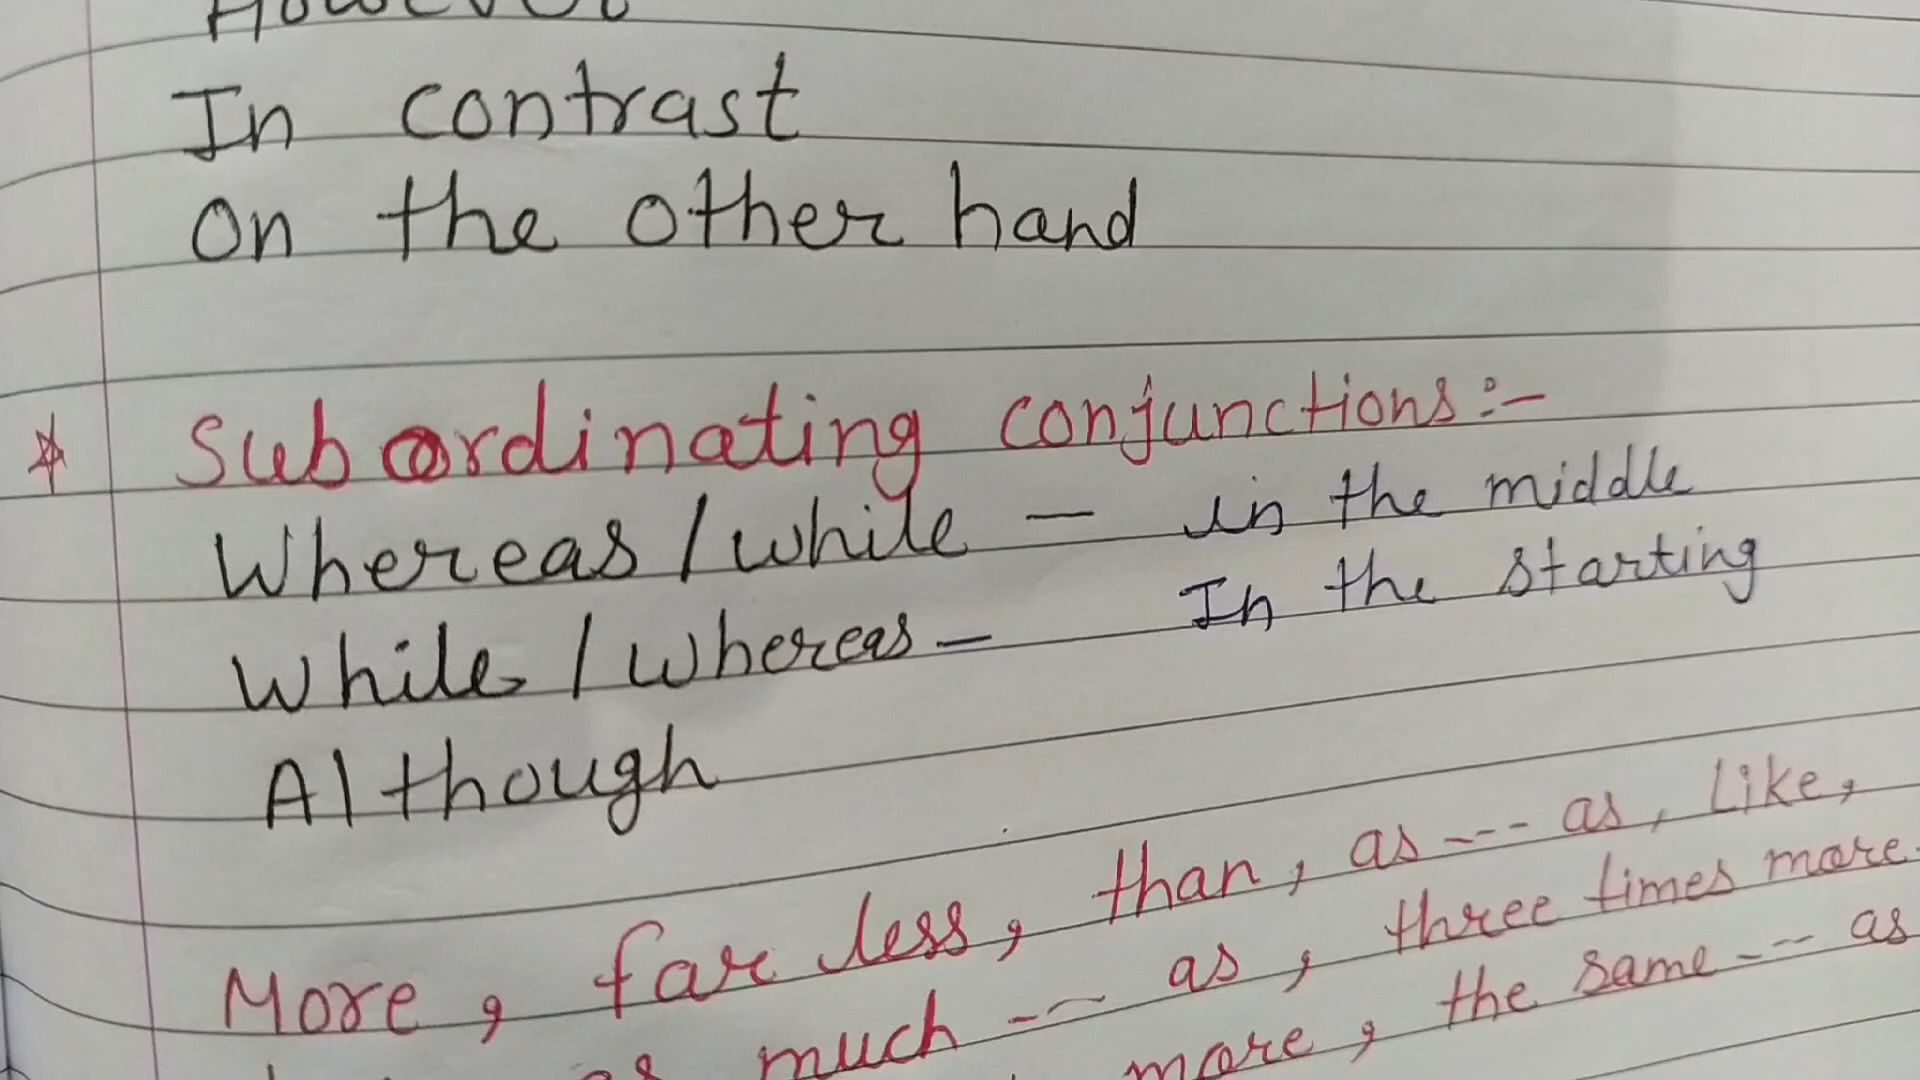 However
In contrast
On the other hand
* Subordinating conjunctions:-
Whereas / while — in the middle
While / whereas — In the starting
Although
More, far less, than, as --- as, like,
much --- as, three times more
more, the same --- as